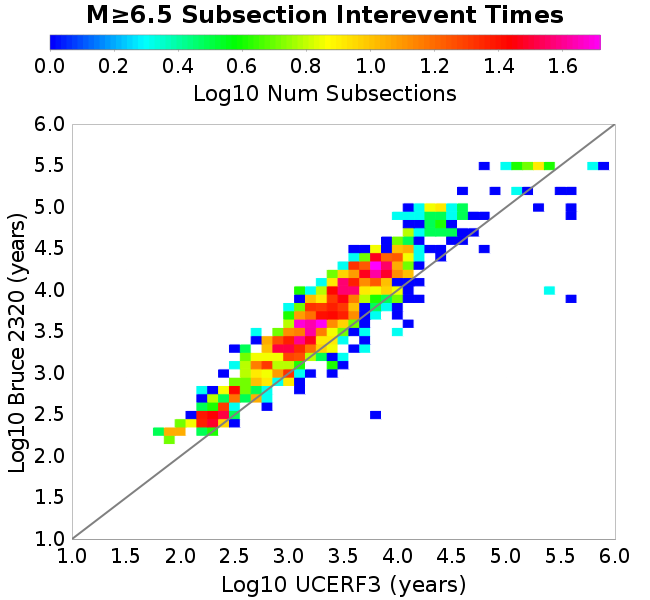 M≥6.5 Subsection Interevent Times
0.0 0.2 0.4 0.6 0.8 1.0 1.2 1.4 1.6
Log10 Num Subsections
Log10 Bruce 2320 (years)
6.0
5.5
5.0
4.5
4.0
3.5
3.0
2.5
2.0
1.5
1.0
1.0 1.5 2.0 2.5 3.0 3.5 4.0 4.5 5.0 5.5 6.0
Log10 UCERF3 (years)